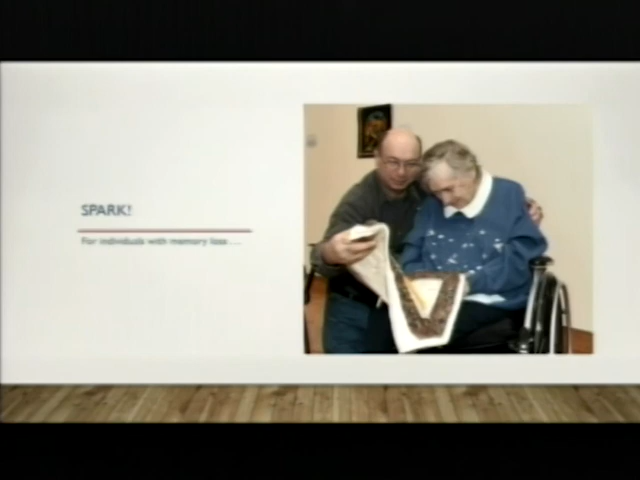 SPARK!
For individuals with memory loss . . .